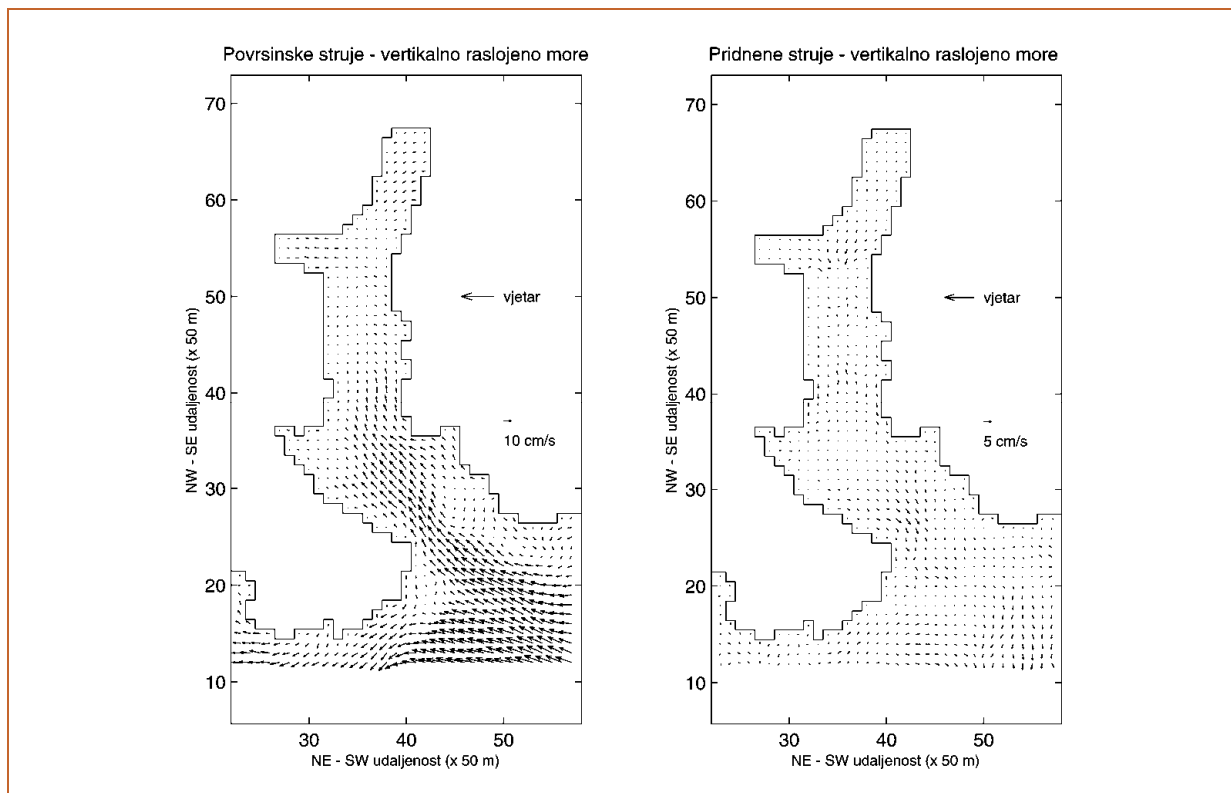 Povrsinske struje - vertikalno raslojeno more
70
60
50
40
30
20
10
NW - SE udaljenost (x 50 m)
vjetar
10 cm/s
30
40
50
NE - SW udaljenost (x 50 m)
Pridnene struje - vertikalno raslojeno more
70
60
50
40
30
20
10
NW - SE udaljenost (x 50 m)
vjetar
5 cm/s
30
40
50
NE - SW udaljenost (x 50 m)